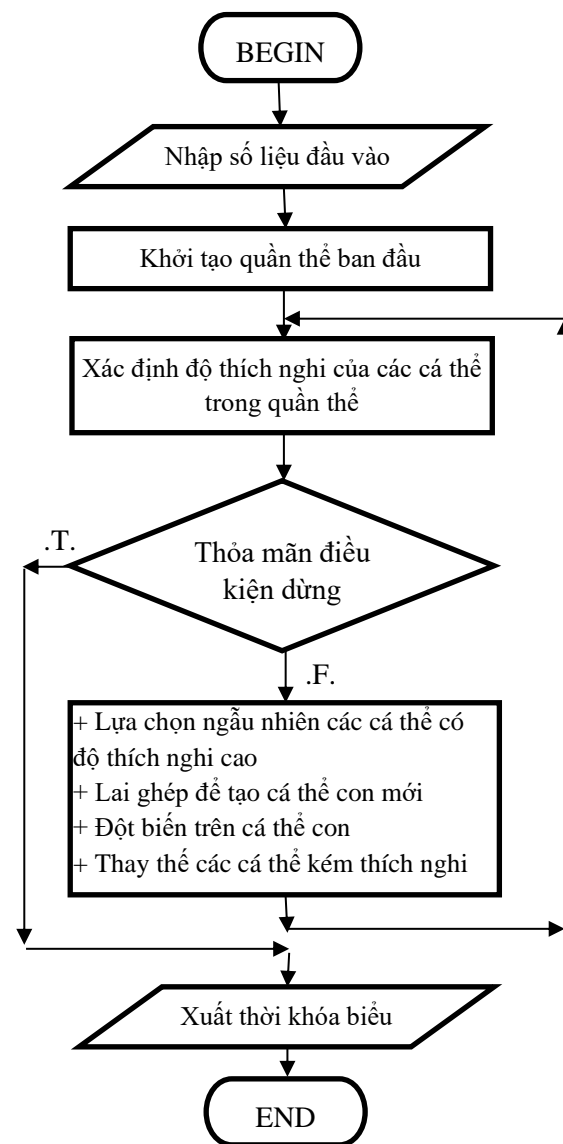 BEGIN
Nhập số liệu đầu vào
Khởi tạo quần thể ban đầu
Xác định độ thích nghi của các cá thể
trong quần thể
.T.
Thỏa mãn điều
kiện dừng
.F.
+ Lựa chọn ngẫu nhiên các cá thể có
độ thích nghi cao
+ Lai ghép để tạo cá thể con mới
+ Đột biến trên cá thể con
+ Thay thế các cá thể kém thích nghi
Xuất thời khóa biểu
END